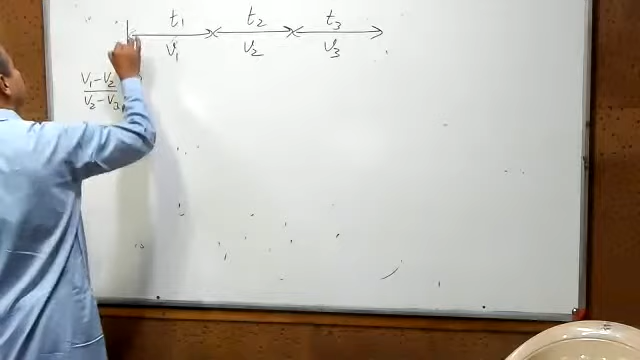 t₁ t₂ t₃
v₁ v₂ v₃
V₁-V₂
V₂-V₃